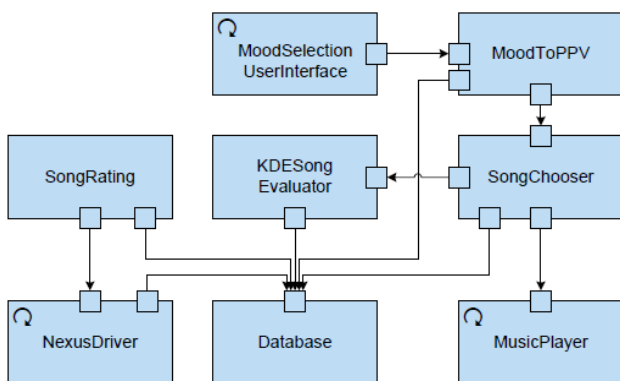 MoodSelection
UserInterface
MoodToPPV
SongRating
KDESong
Evaluator
SongChooser
NexusDriver
Database
MusicPlayer